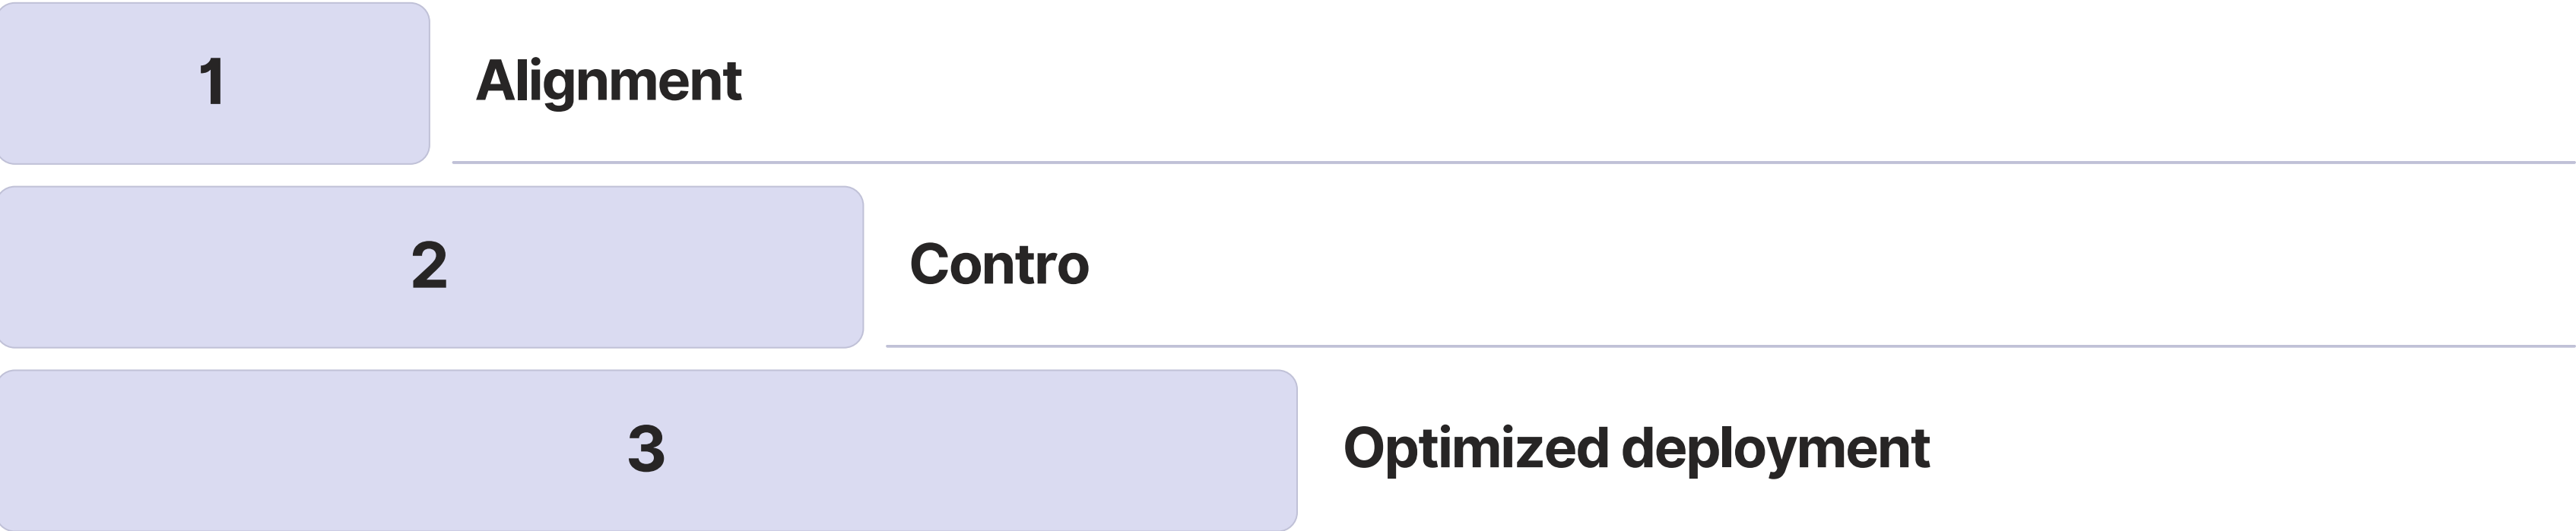 1
Alignment
2
Contro
3
Optimized deployment